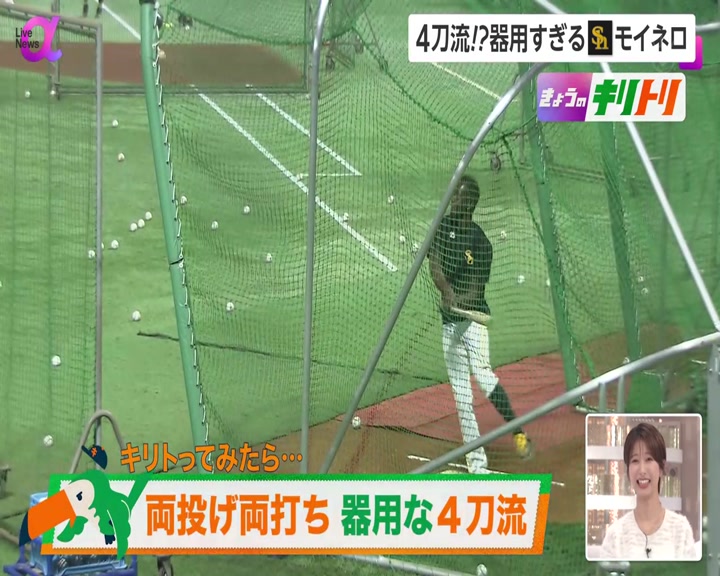 Live News α
4刀流!?器用すぎる SH モイネロ
きょうの キリトリ
キリトってみたら…
両投げ両打ち 器用な4刀流